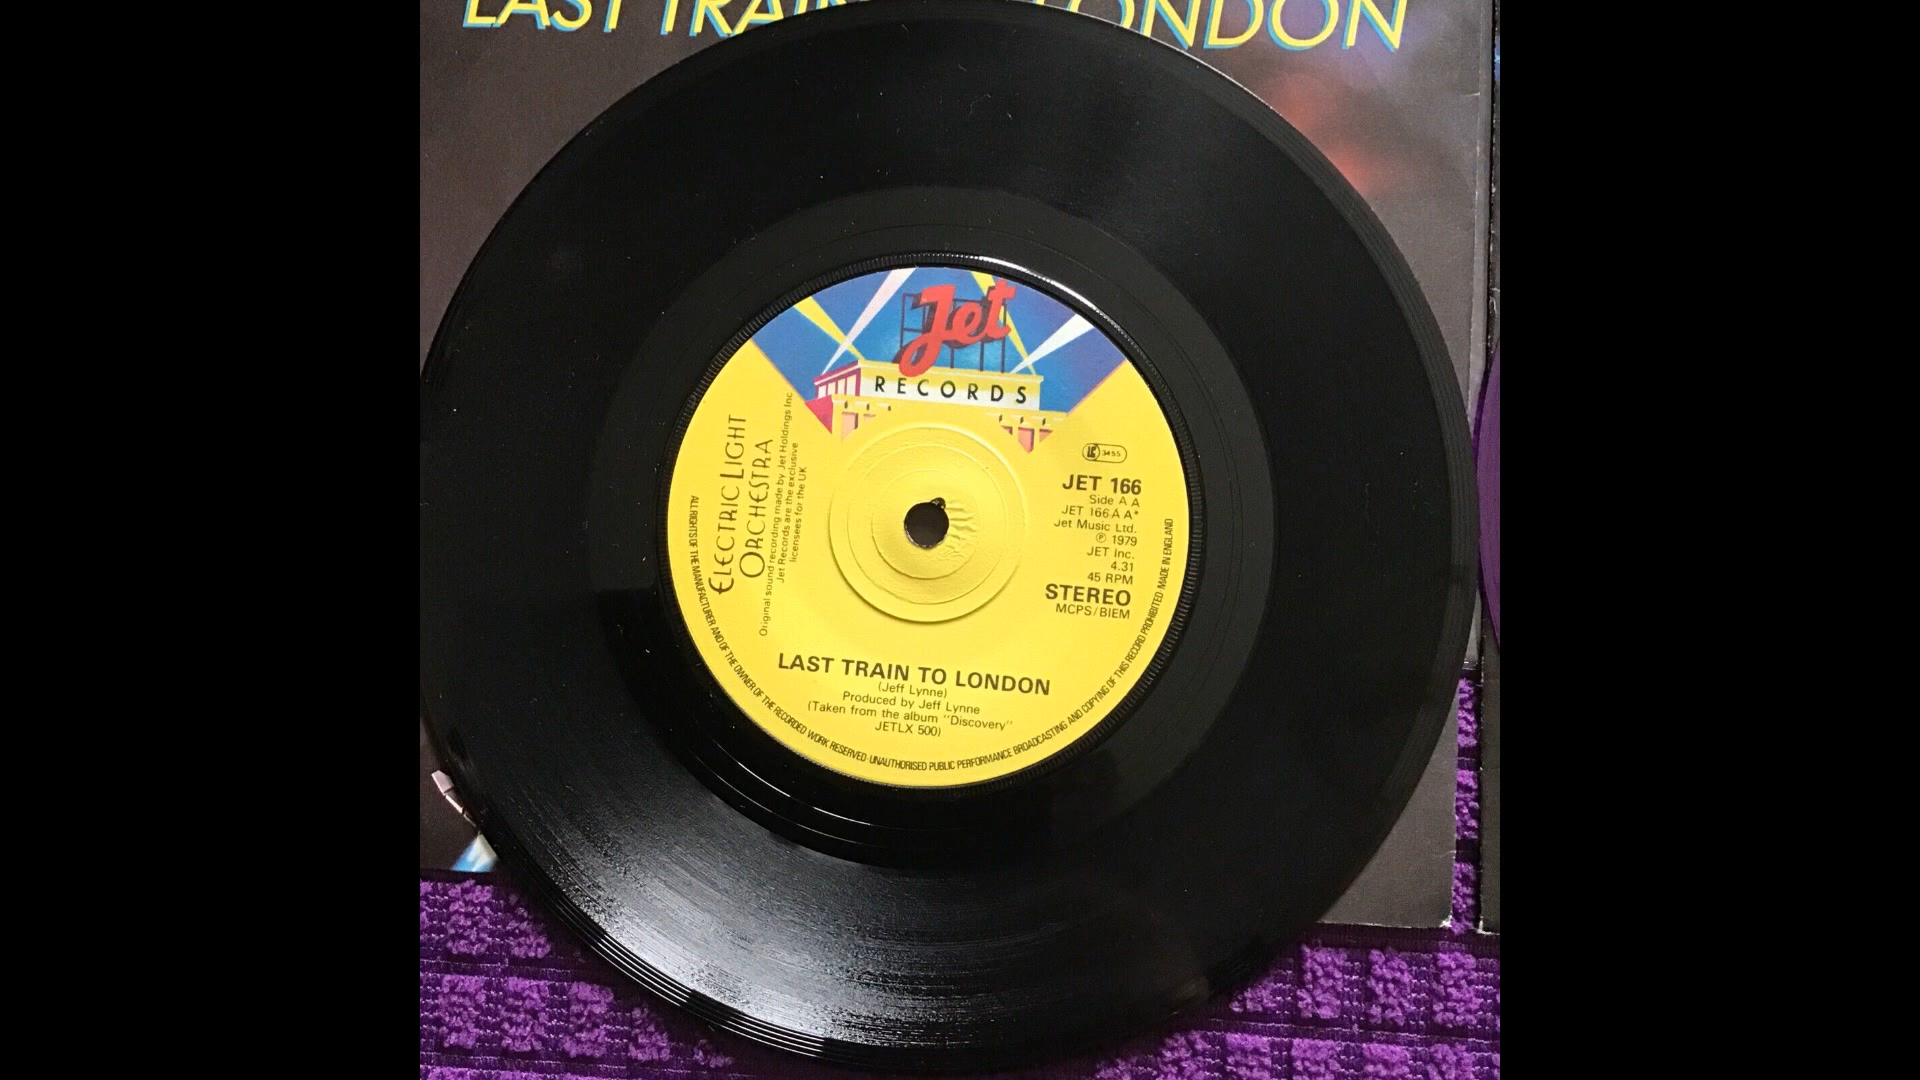 LAST TRAIN LONDON
Jet
RECORDS
ELECTRIC LIGHT
ORCHESTRA
Original sound recording made by Jet Holdings Inc
Jet Records are the exclusive
licensees for the UK
LC 3455
JET 166
Side A A
JET 166 A A*
Jet Music Ltd.
℗ 1979
JET Inc.
4.31
45 RPM
STEREO
MCPS/BIEM
LAST TRAIN TO LONDON
(Jeff Lynne)
Produced by Jeff Lynne
(Taken from the album "Discovery"
JETLX 500)
ALL RIGHTS OF THE MANUFACTURER AND OF THE OWNER OF THE RECORDED WORK RESERVED UNAUTHORISED PUBLIC PERFORMANCE BROADCASTING AND COPYING OF THIS RECORD PROHIBITED MADE IN ENGLAND